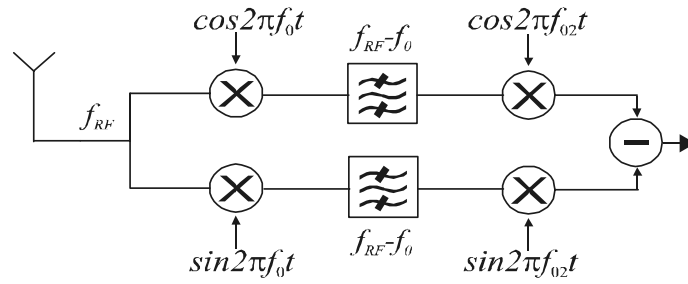 cos2πf₀t
cos2πf₀₂t
f_RF-f₀
f_RF
f_RF-f₀
sin2πf₀t
sin2πf₀₂t